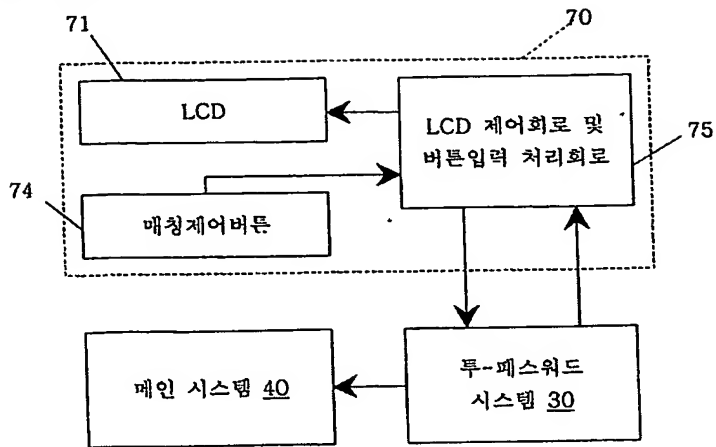 71
70
LCD
LCD 제어회로 및
버튼입력 처리회로
75
74
매칭제어버튼
메인 시스템 40
투-패스워드
시스템 30